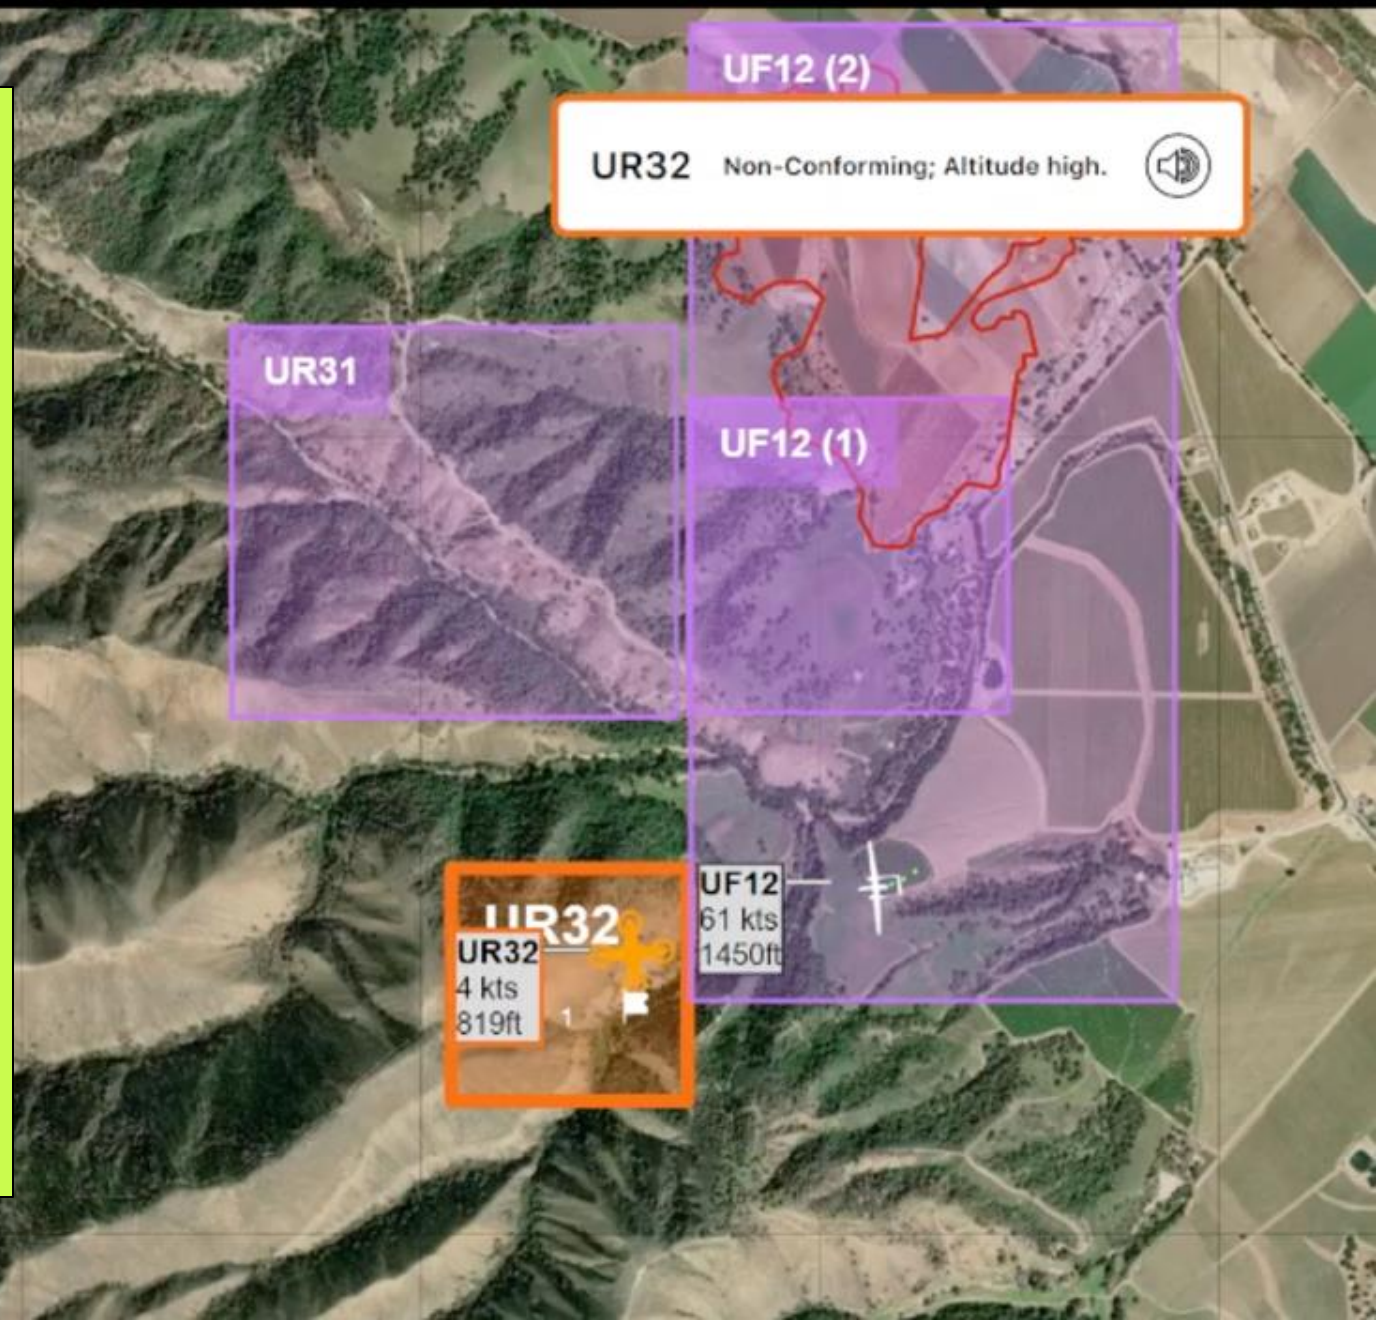 UF12 (2)
UR32 Non-Conforming; Altitude high.
UR31
UF12 (1)
UF12
61 kts
1450ft
UR32
UR32
4 kts
819ft
1